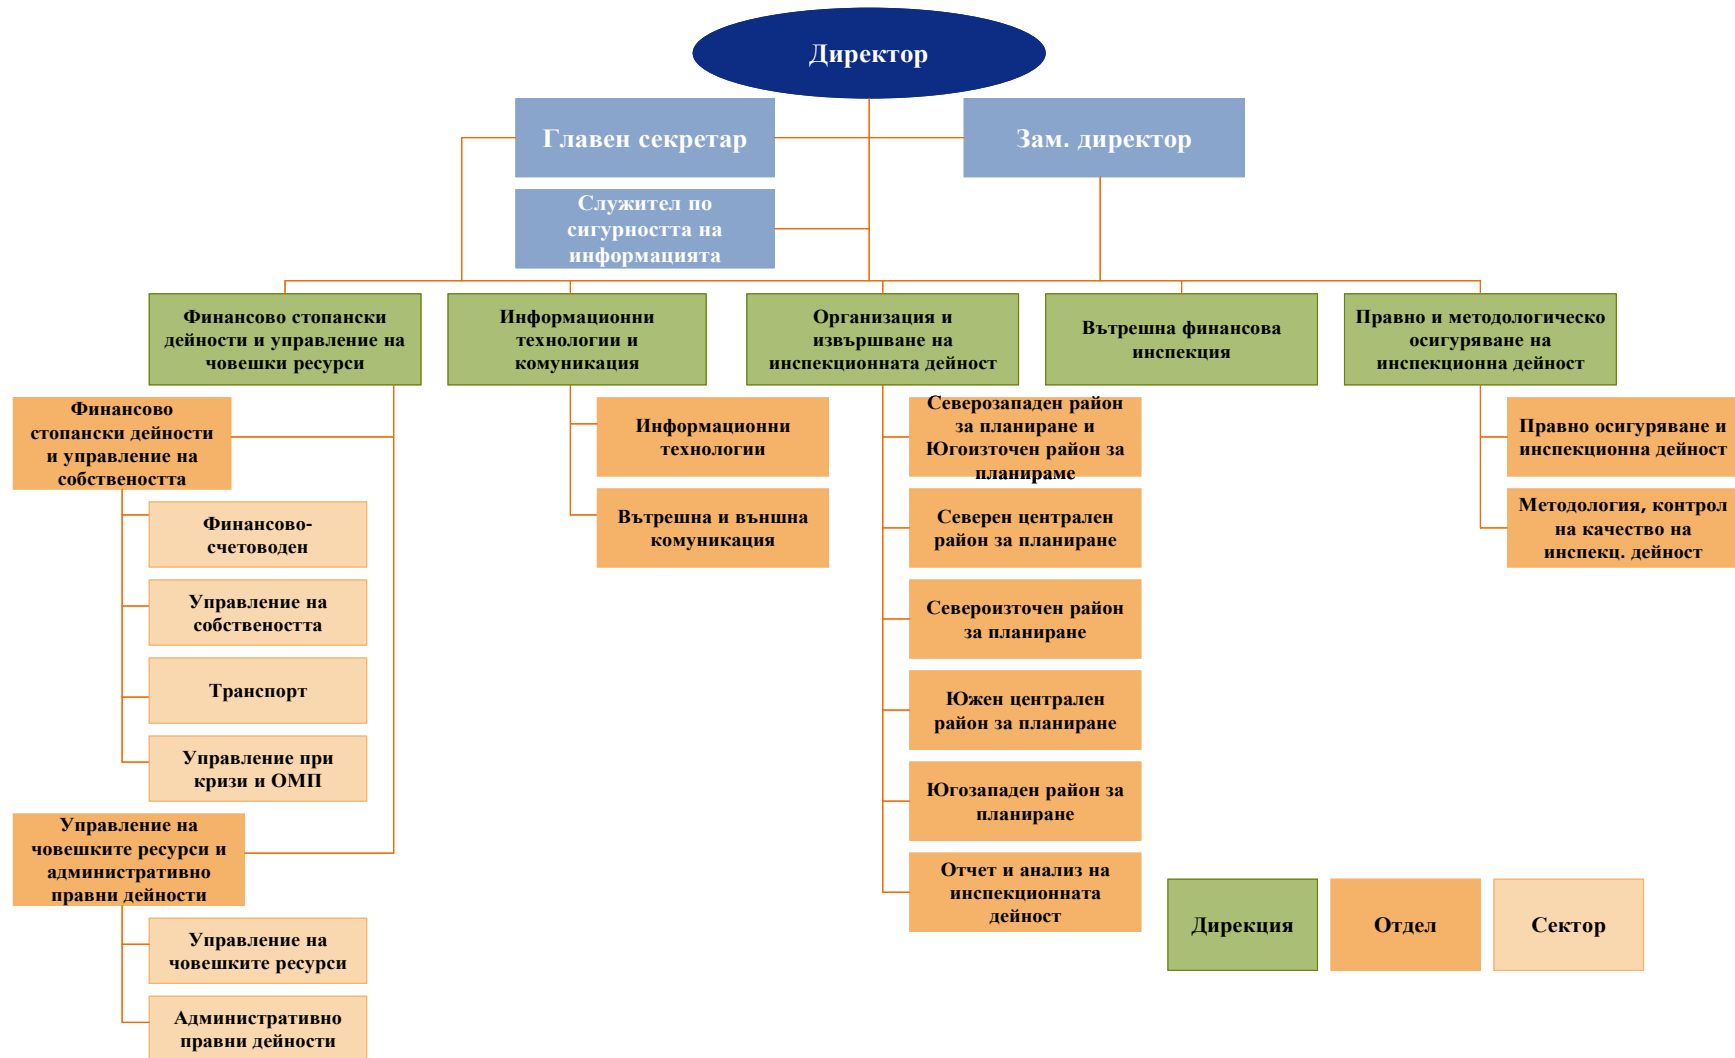 Директор
Главен секретар
Зам. директор
Служител по
сигурността на
информацията
Финансово стопански
дейности и управление на
човешки ресурси
Информационни
технологии и
комуникация
Организация и
извършване на
инспекционната дейност
Вътрешна финансова
инспекция
Правно и методологическо
осигуряване на
инспекционна дейност
Финансово
стопански дейности
и управление на
собствеността
Финансово-
счетоводен
Управление на
собствеността
Транспорт
Управление при
кризи и ОМП
Управление на
човешките ресурси и
административно
правни дейности
Управление на
човешките ресурси
Административно
правни дейности
Информационни
технологии
Вътрешна и външна
комуникация
Северозападен район
за планиране и
Югоизточен район за
планираме
Северен централен
район за планиране
Североизточен район
за планиране
Южен централен
район за планиране
Югозападен район за
планиране
Отчет и анализ на
инспекционната
дейност
Правно осигуряване и
инспекционна дейност
Методология, контрол
на качество на
инспекц. дейност
Дирекция
Отдел
Сектор